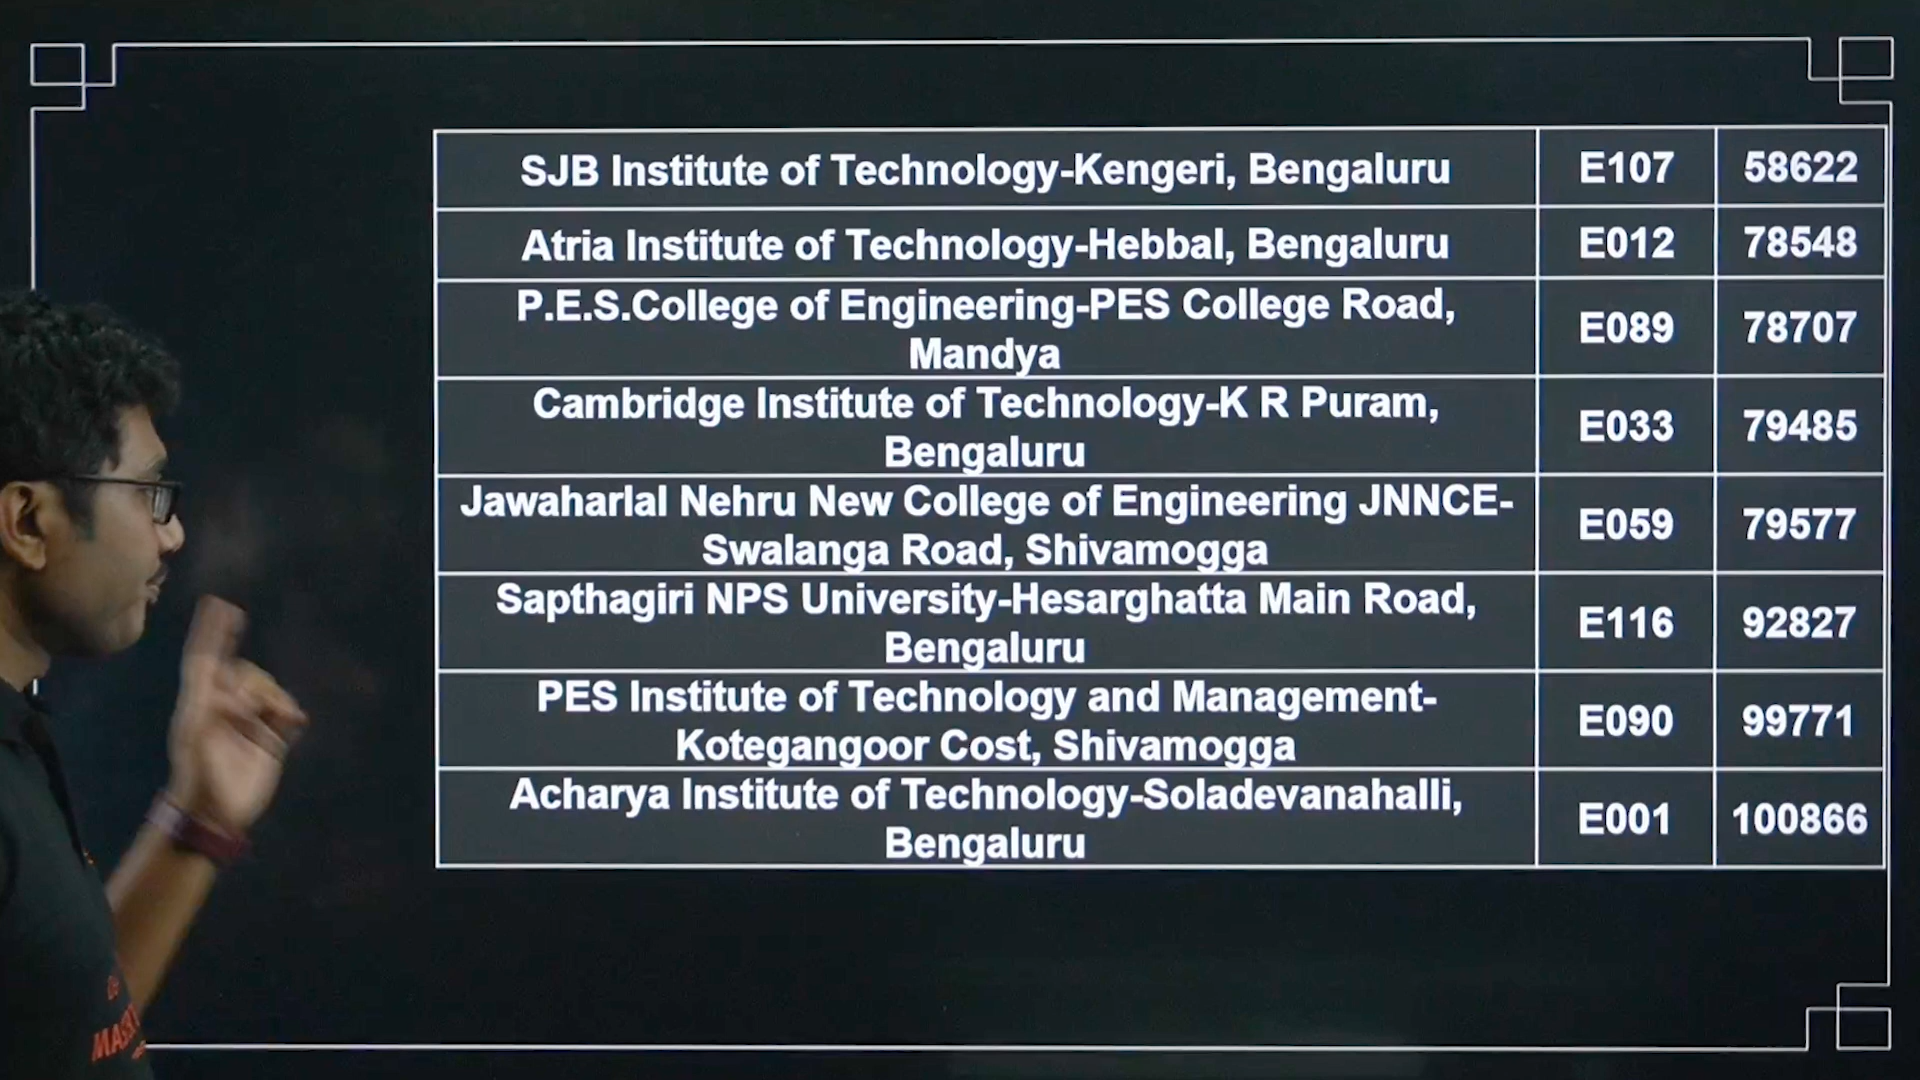 SJB Institute of Technology-Kengeri, Bengaluru E107 58622
Atria Institute of Technology-Hebbal, Bengaluru E012 78548
P.E.S.College of Engineering-PES College Road,
Mandya E089 78707
Cambridge Institute of Technology-K R Puram,
Bengaluru E033 79485
Jawaharlal Nehru New College of Engineering JNNCE-
Swalanga Road, Shivamogga E059 79577
Sapthagiri NPS University-Hesarghatta Main Road,
Bengaluru E116 92827
PES Institute of Technology and Management-
Kotegangoor Cost, Shivamogga E090 99771
Acharya Institute of Technology-Soladevanahalli,
Bengaluru E001 100866